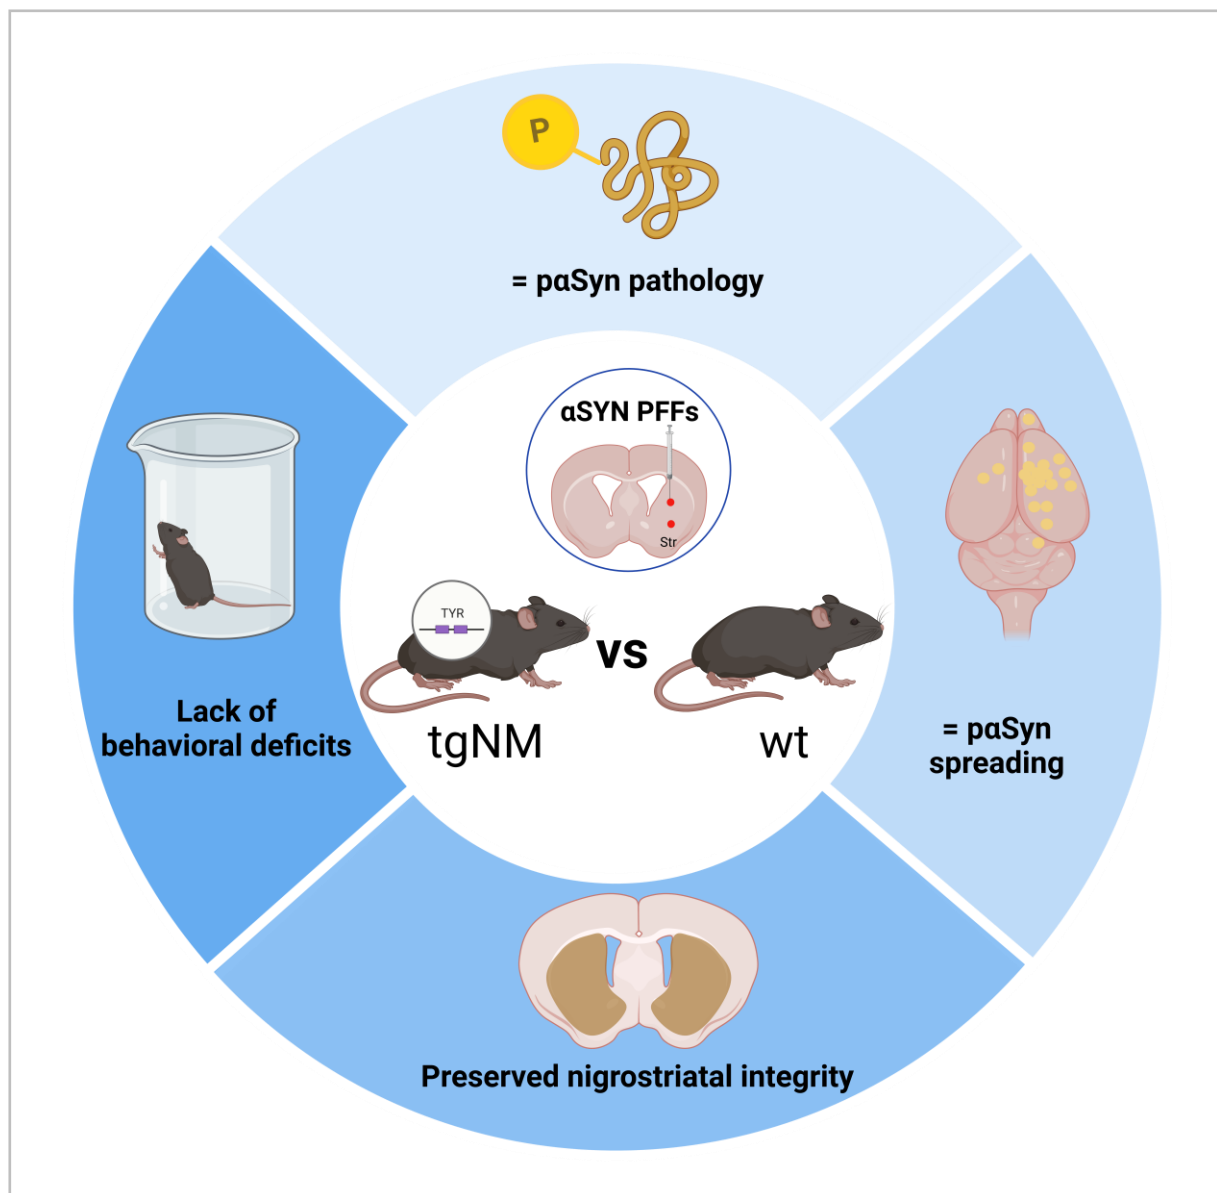 P
= pαSyn pathology
αSYN PFFs
Str
TYR
vs
tgNM
wt
Lack of
behavioral deficits
= pαSyn
spreading
Preserved nigrostriatal integrity